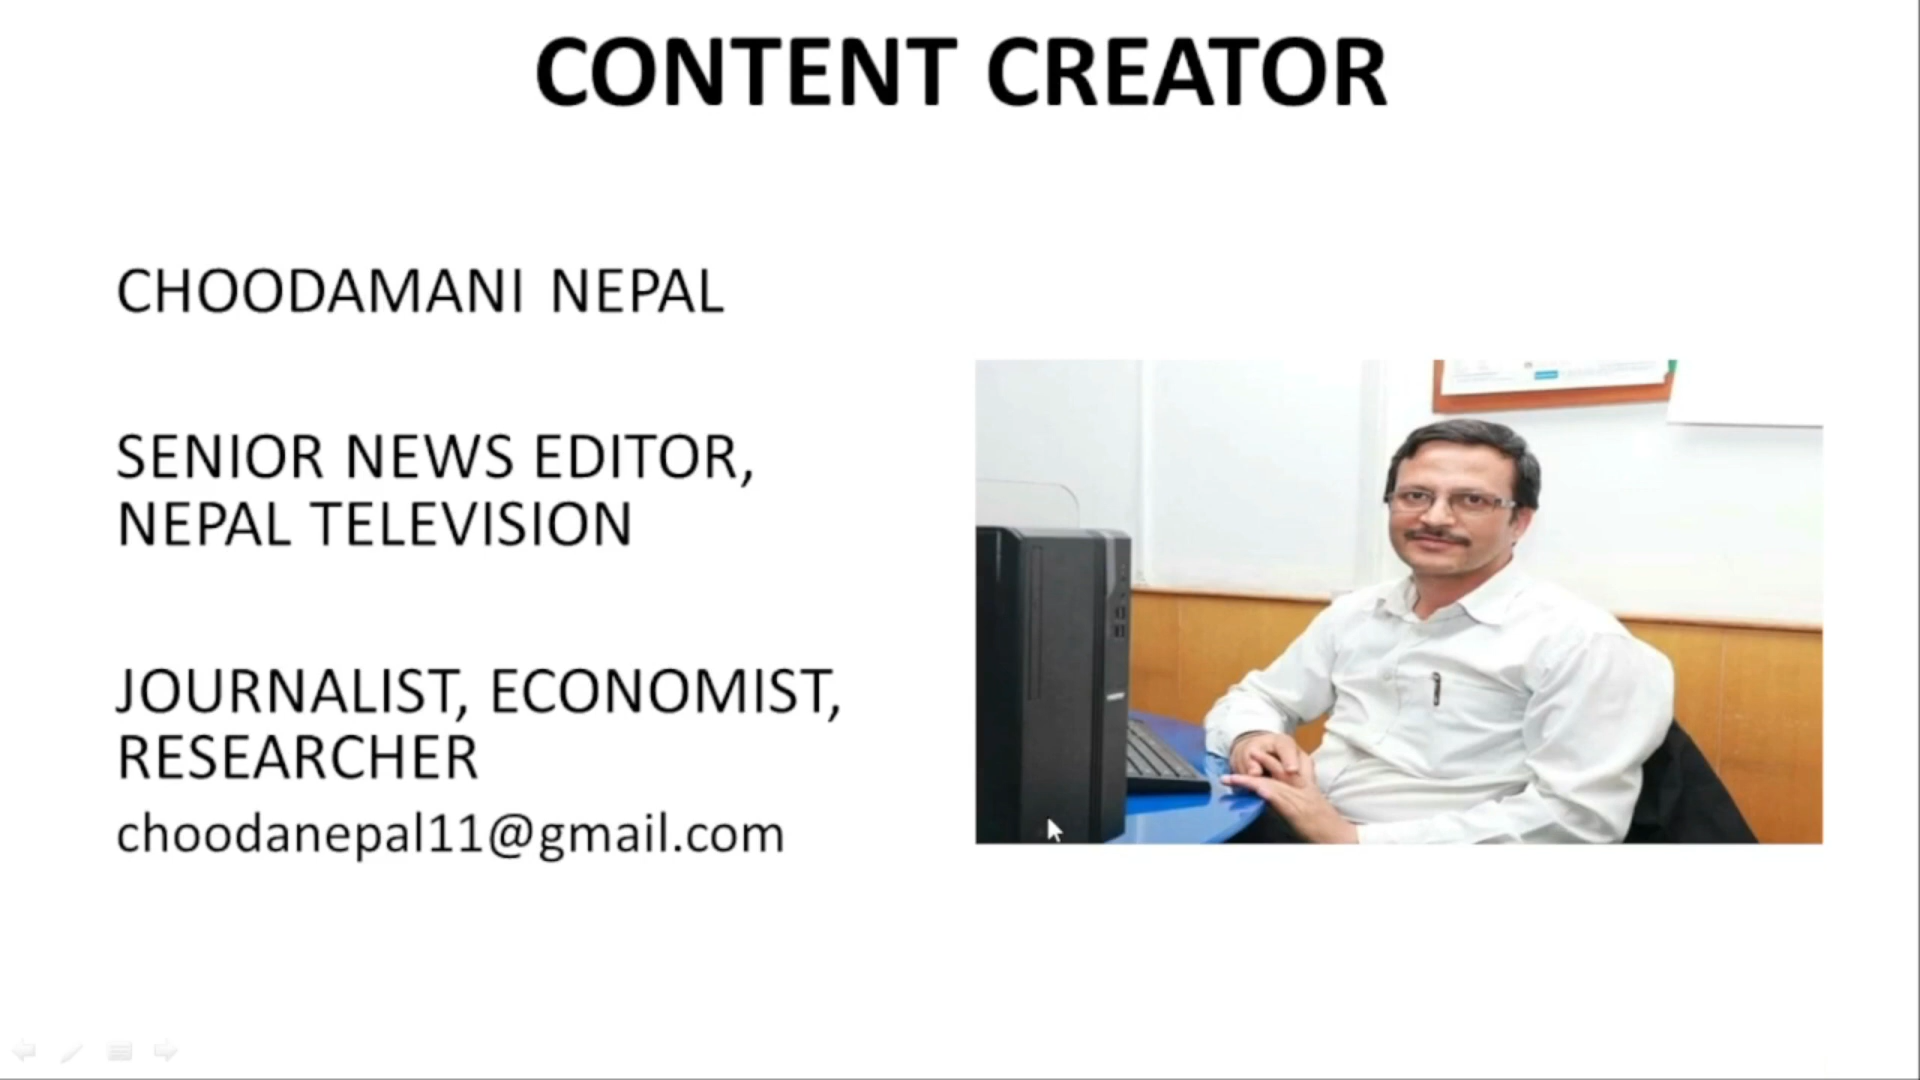 CONTENT CREATOR
CHOODAMANI NEPAL
SENIOR NEWS EDITOR,
NEPAL TELEVISION
JOURNALIST, ECONOMIST,
RESEARCHER
choodanepal11@gmail.com